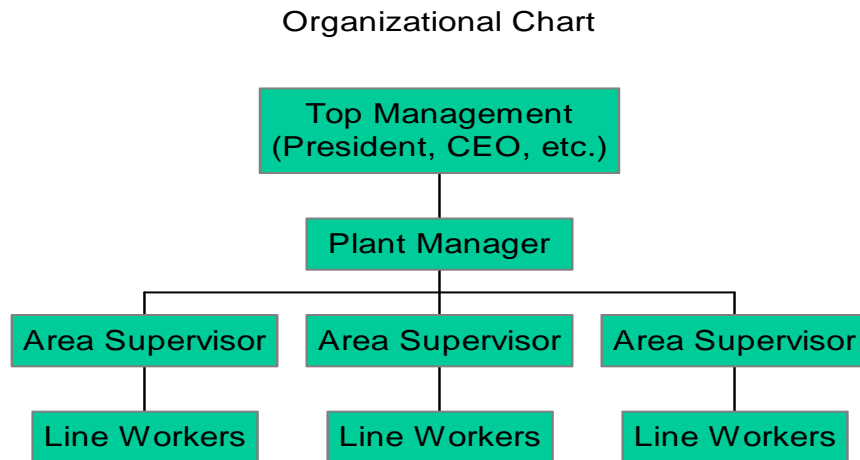 Organizational Chart
Top Management
(President, CEO, etc.)
Plant Manager
Area Supervisor
Area Supervisor
Area Supervisor
Line Workers
Line Workers
Line Workers